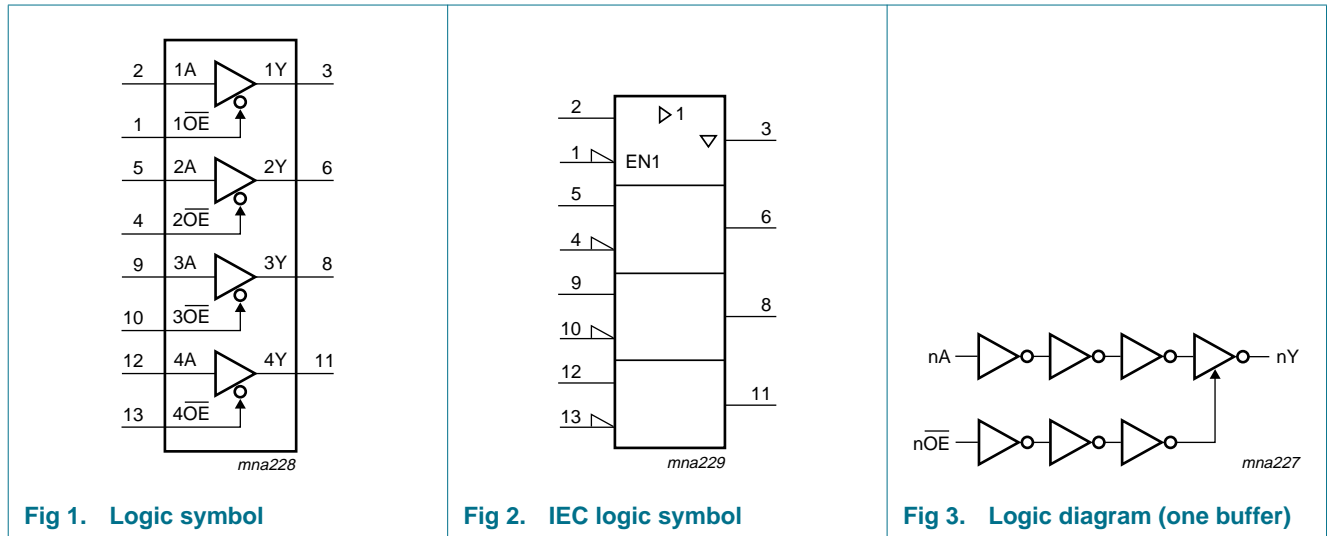 2 1A 1Y 3
1 1OE
5 2A 2Y 6
4 2OE
9 3A 3Y 8
10 3OE
12 4A 4Y 11
13 4OE
mna228
Fig 1. Logic symbol
2 1 3
1 EN1
5
6
4
9
8
10
12
11
13
mna229
Fig 2. IEC logic symbol
nA nY
nOE
mna227
Fig 3. Logic diagram (one buffer)